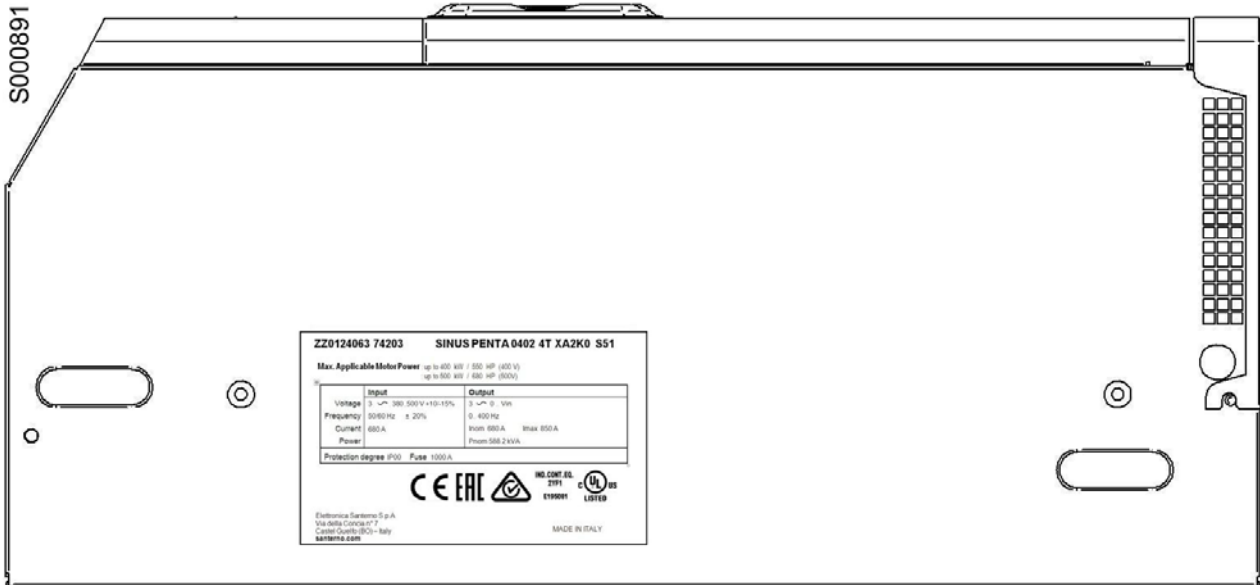 S000891
ZZ0124063 74203 SINUS PENTA 0402 4T XA2K0 S51
Max. Applicable Motor Power up to 400 kW / 550 HP (400 V)
up to 500 kW / 680 HP (500V)
Input Output
Voltage 3 ~ 380..500 V +10/-15% 3 ~ 0...Vin
Frequency 50/60 Hz ± 20% 0..400 Hz
Current 680 A Inom 680 A Imax 850 A
Power Pnom 588.2 kVA
Protection degree IP00 Fuse 1000 A
CE EAC
IND.CONT.EQ.
2YF1
E195081
C UL US
LISTED
Elettronica Santerno S.p.A
Via della Concia n° 7
Castel Guelfo (BO) – Italy
santerno.com
MADE IN ITALY